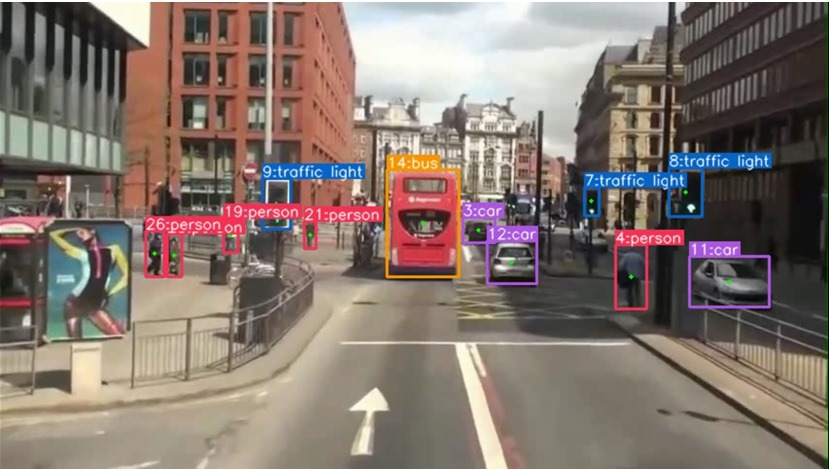 8:traffic light
14:bus
9:traffic light
7:traffic light
19:person
21:person
3:car
26:person
on
12:car
4:person
11:car